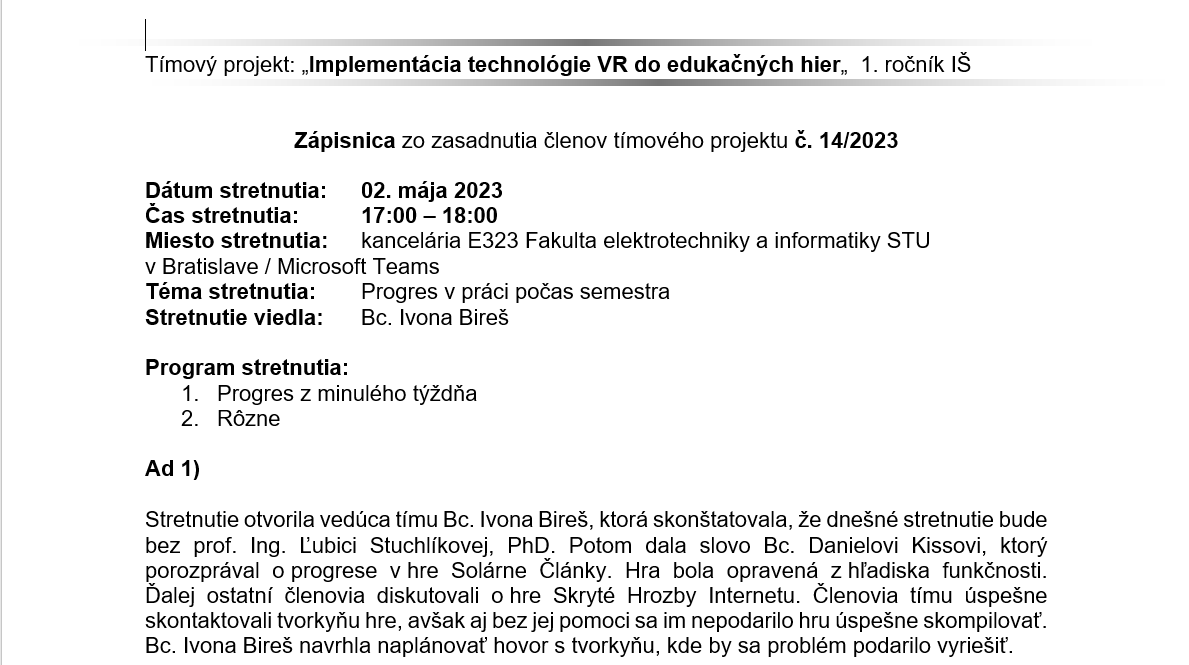 Tímový projekt: „Implementácia technológie VR do edukačných hier„ 1. ročník IŠ
Zápisnica zo zasadnutia členov tímového projektu č. 14/2023
Dátum stretnutia: 02. mája 2023
Čas stretnutia: 17:00 – 18:00
Miesto stretnutia: kancelária E323 Fakulta elektrotechniky a informatiky STU
v Bratislave / Microsoft Teams
Téma stretnutia: Progres v práci počas semestra
Stretnutie viedla: Bc. Ivona Bireš
Program stretnutia:
1. Progres z minulého týždňa
2. Rôzne
Ad 1)
Stretnutie otvorila vedúca tímu Bc. Ivona Bireš, ktorá skonštatovala, že dnešné stretnutie bude
bez prof. Ing. Ľubici Stuchlíkovej, PhD. Potom dala slovo Bc. Danielovi Kissovi, ktorý
porozprával o progrese v hre Solárne Články. Hra bola opravená z hľadiska funkčnosti.
Ďalej ostatní členovia diskutovali o hre Skryté Hrozby Internetu. Členovia tímu úspešne
skontaktovali tvorkyňu hre, avšak aj bez jej pomoci sa im nepodarilo hru úspešne skompilovať.
Bc. Ivona Bireš navrhla naplánovať hovor s tvorkyňu, kde by sa problém podarilo vyriešiť.